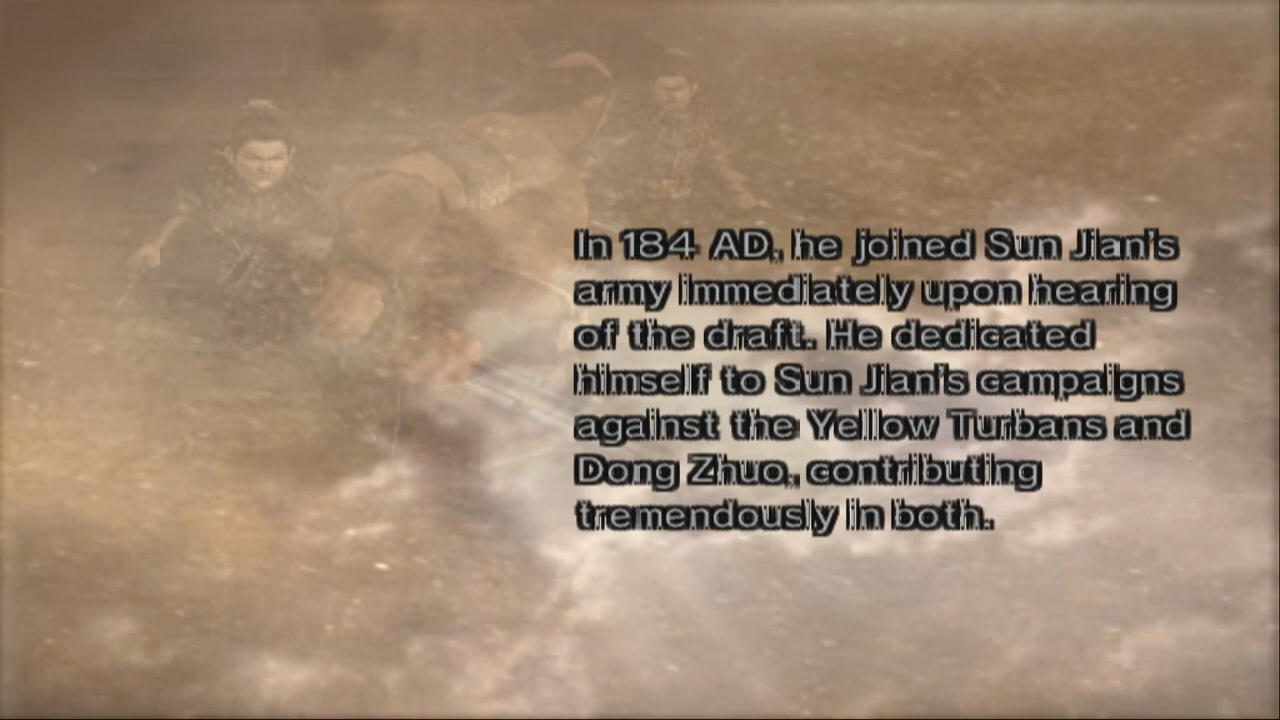 In 184 AD, he joined Sun Jian's
army immediately upon hearing
of the draft. He dedicated
himself to Sun Jian's campaigns
against the Yellow Turbans and
Dong Zhuo, contributing
tremendously in both.